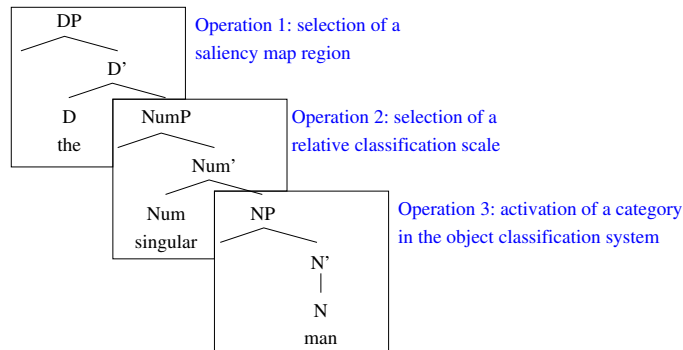 DP
Operation 1: selection of a
saliency map region
D'
D
the
NumP
Operation 2: selection of a
relative classification scale
Num'
Num
singular
NP
Operation 3: activation of a category
in the object classification system
N'
N
man